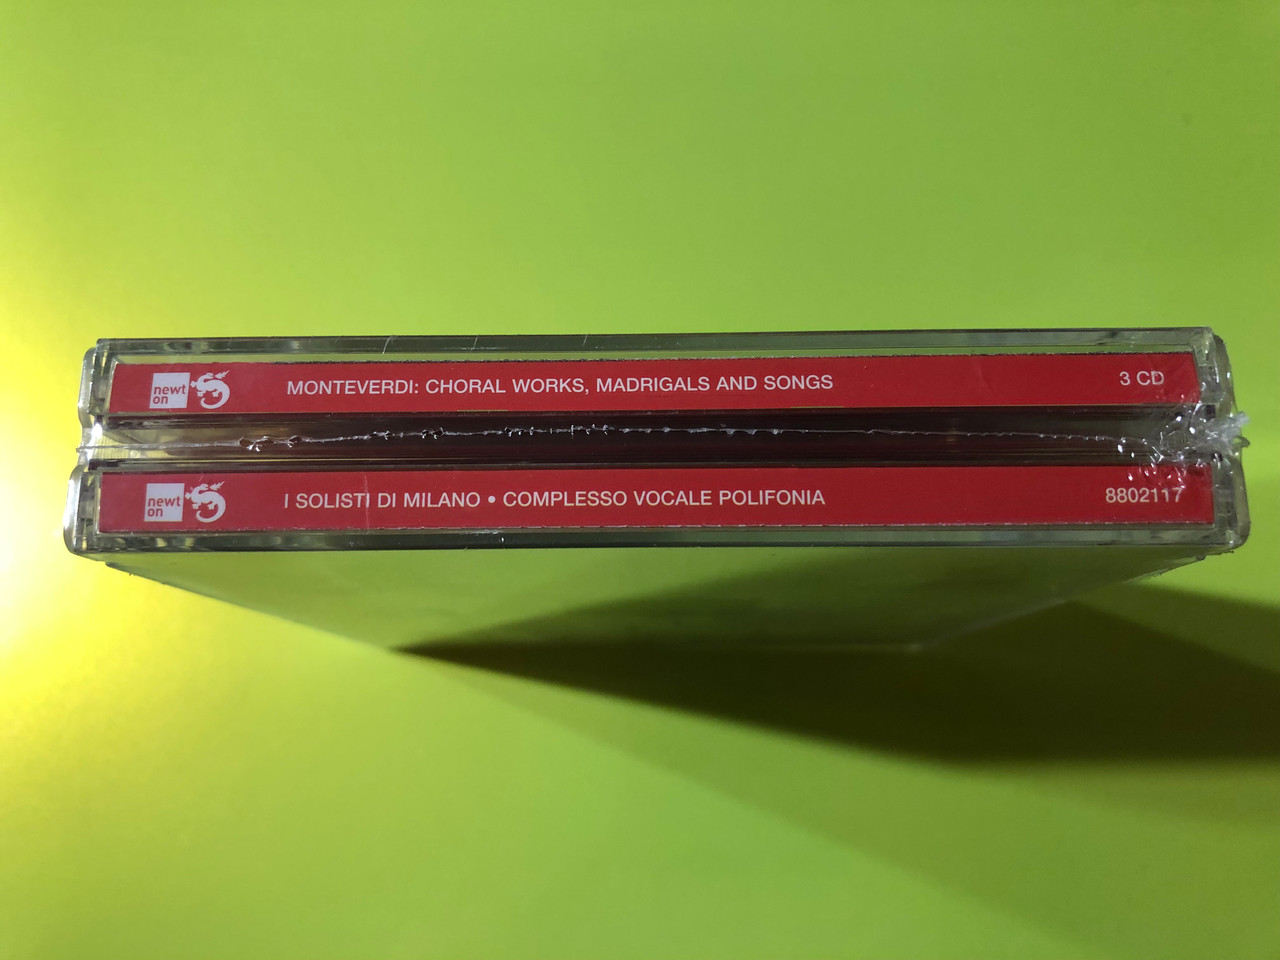 newt
on
MONTEVERDI: CHORAL WORKS, MADRIGALS AND SONGS
3 CD
newt
on
I SOLISTI DI MILANO • COMPLESSO VOCALE POLIFONIA
8802117